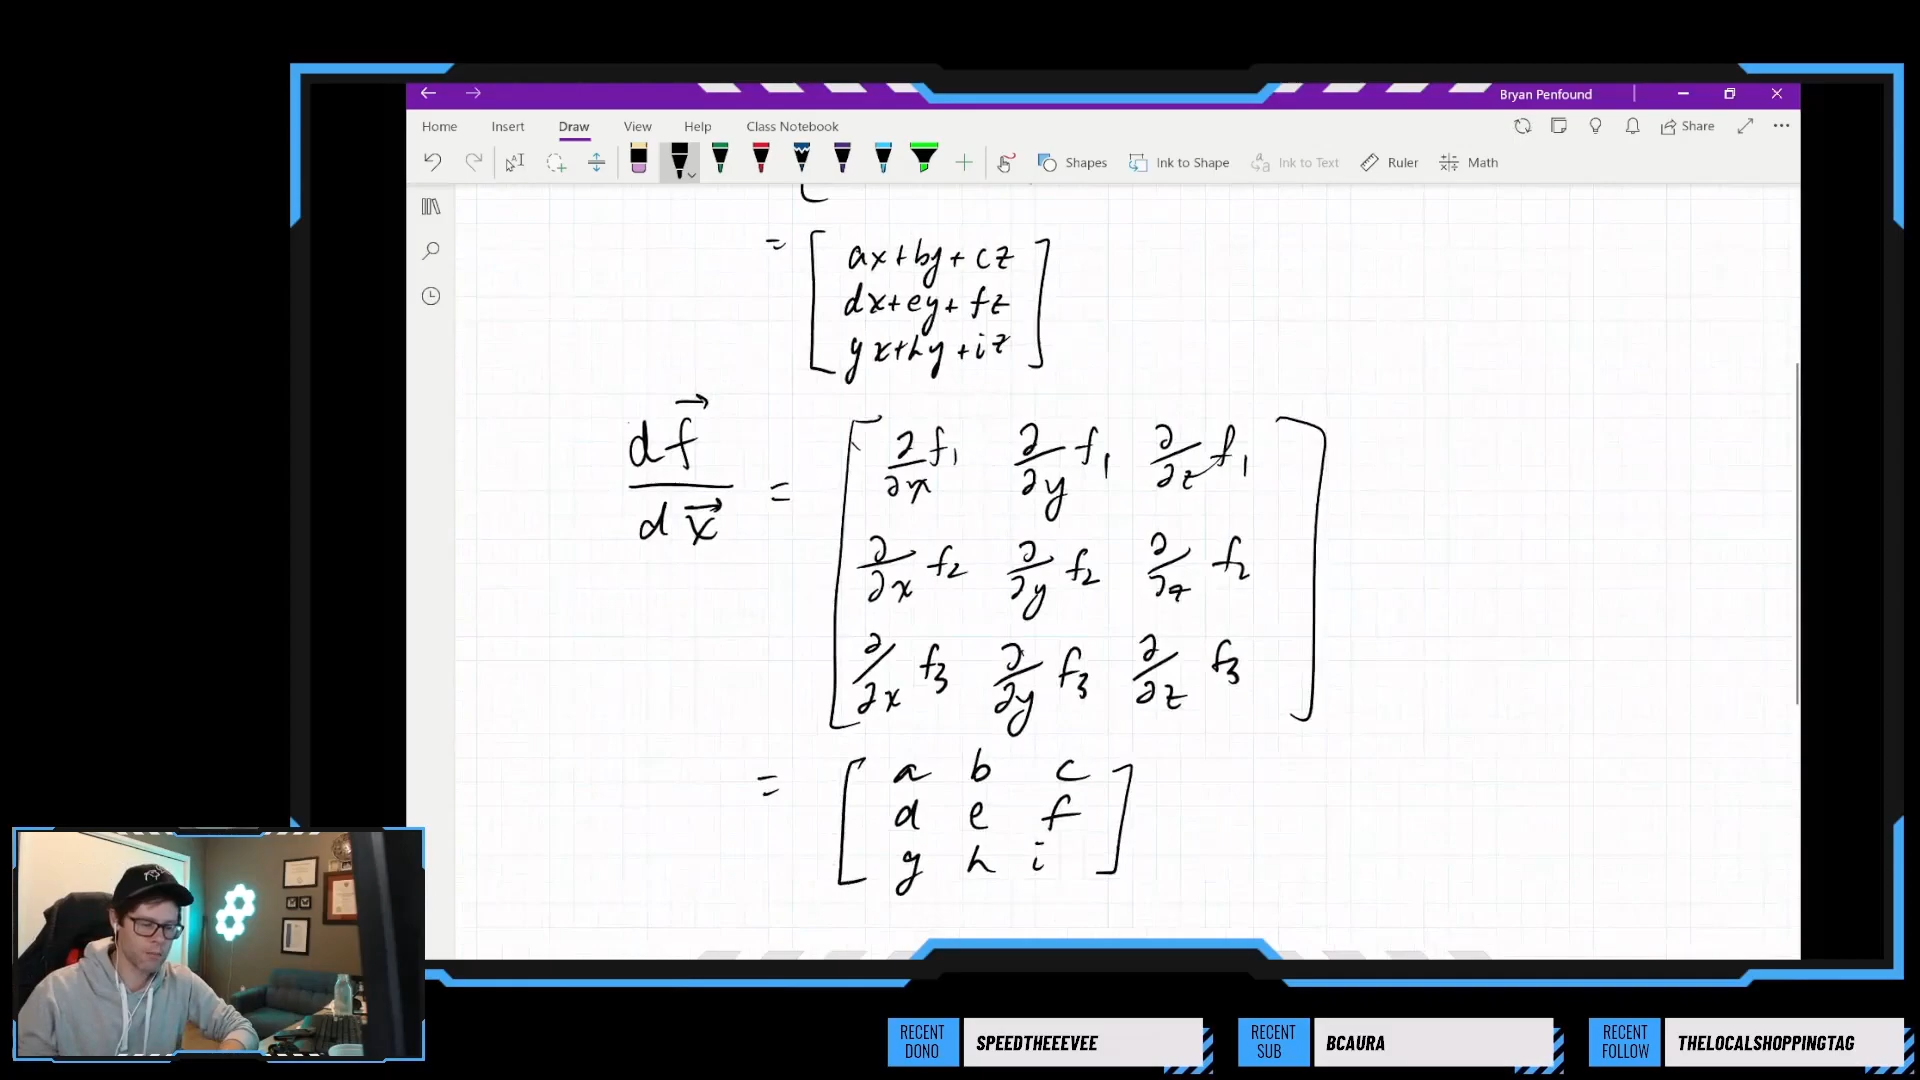 Bryan Penfound
Home Insert Draw View Help Class Notebook
Share
Shapes Ink to Shape Ink to Text Ruler Math
= [ ax+by+cz
dx+ey+fz
gx+hy+iz ]
df⃗/dx⃗ = [ ∂/∂x f₁ ∂/∂y f₁ ∂/∂z f₁
∂/∂x f₂ ∂/∂y f₂ ∂/∂z f₂
∂/∂x f₃ ∂/∂y f₃ ∂/∂z f₃ ]
= [ a b c
d e f
g h i ]
RECENT DONO SPEEDTHEEEVEE
RECENT SUB BCAURA
RECENT FOLLOW THELOCALSHOPPINGTAG